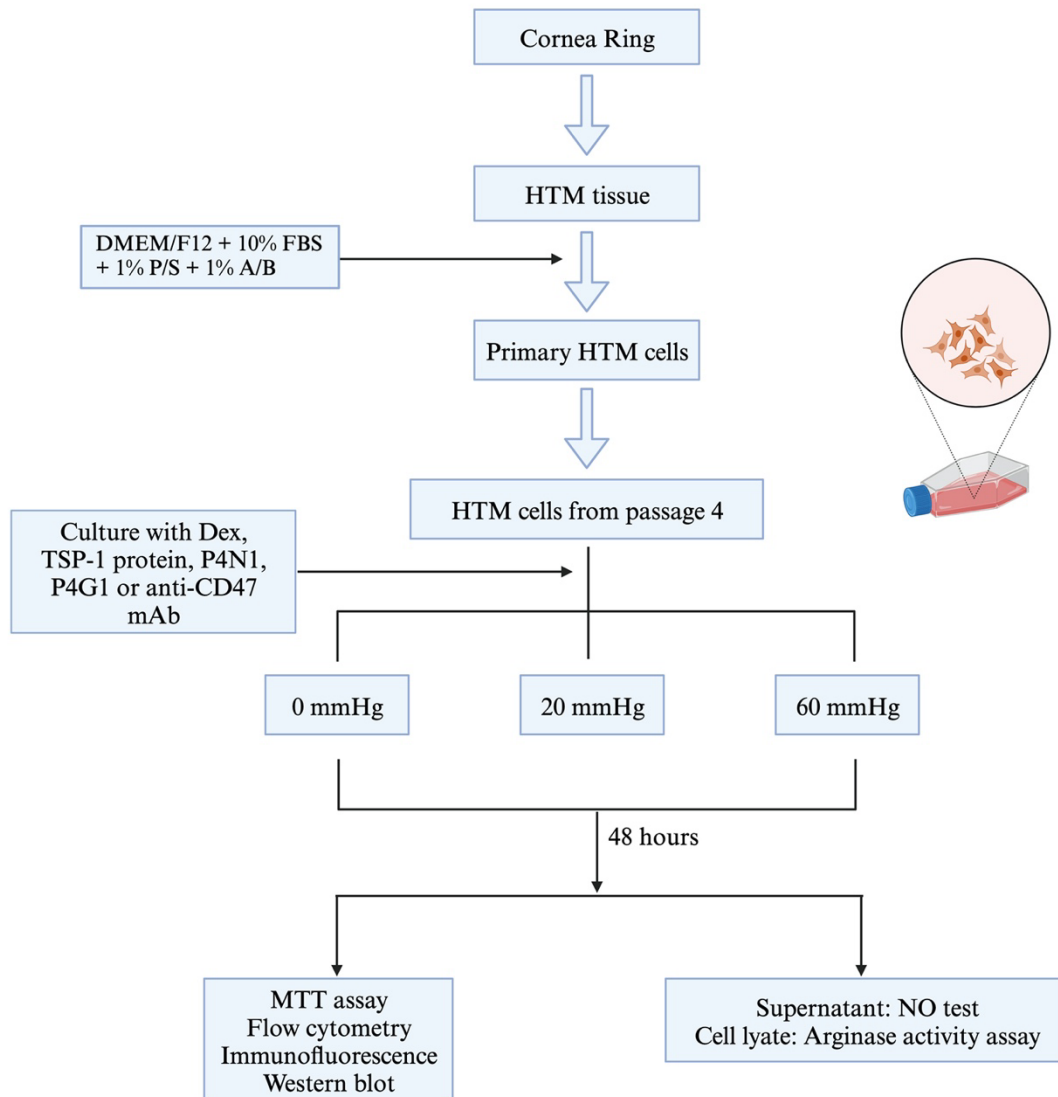 Cornea Ring
HTM tissue
DMEM/F12 + 10% FBS
+ 1% P/S + 1% A/B
Primary HTM cells
HTM cells from passage 4
Culture with Dex,
TSP-1 protein, P4N1,
P4G1 or anti-CD47
mAb
0 mmHg
20 mmHg
60 mmHg
48 hours
MTT assay
Flow cytometry
Immunofluorescence
Western blot
Supernatant: NO test
Cell lyate: Arginase activity assay